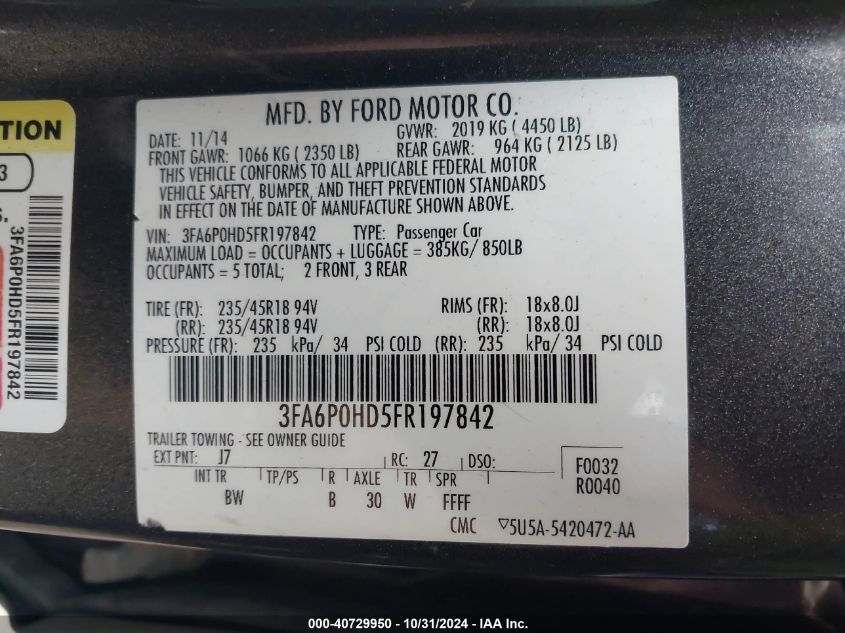 MFD. BY FORD MOTOR CO.
DATE: 11/14 GVWR: 2019 KG ( 4450 LB)
FRONT GAWR: 1066 KG ( 2350 LB) REAR GAWR: 964 KG ( 2125 LB)
THIS VEHICLE CONFORMS TO ALL APPLICABLE FEDERAL MOTOR
VEHICLE SAFETY, BUMPER, AND THEFT PREVENTION STANDARDS
IN EFFECT ON THE DATE OF MANUFACTURE SHOWN ABOVE.
VIN: 3FA6P0HD5FR197842 TYPE: Passenger Car
MAXIMUM LOAD = OCCUPANTS + LUGGAGE = 385KG/ 850LB
OCCUPANTS = 5 TOTAL; 2 FRONT, 3 REAR
TIRE (FR): 235/45R18 94V RIMS (FR): 18x8.0J
(RR): 235/45R18 94V (RR): 18x8.0J
PRESSURE (FR): 235 kPa/ 34 PSI COLD (RR): 235 kPa/ 34 PSI COLD
3FA6P0HD5FR197842
TRAILER TOWING - SEE OWNER GUIDE
EXT PNT: J7 RC: 27 DSO:
INT TR TP/PS R AXLE TR SPR
BW B 30 W FFFF
F0032
R0040
CMC ▽5U5A-5420472-AA
TION
3
S.
3FA6P0HD5FR197842
000-40729950 - 10/31/2024 - IAA Inc.